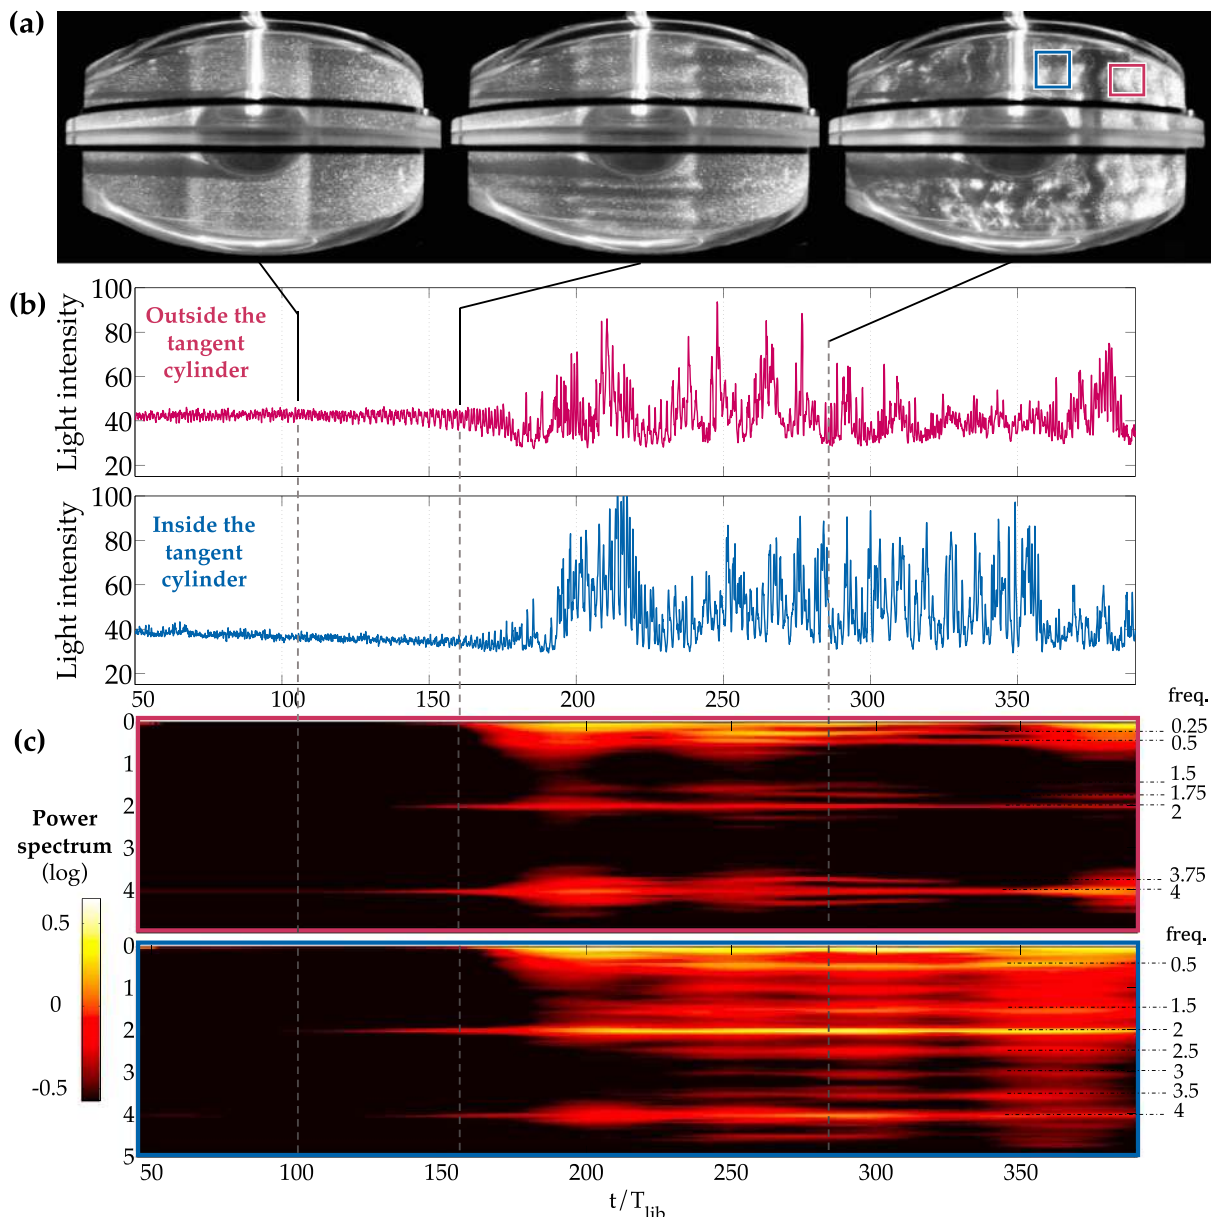 (a)
(b)
100
80
60
40
20
Light intensity
Outside the
tangent
cylinder
100
80
60
40
20
Light intensity
Inside the
tangent
cylinder
50 100 150 200 250 300 350
(c)
Power
spectrum
(log)
0.5
0
-0.5
0
1
2
3
4
freq.
0.25
0.5
1.5
1.75
2
3.75
4
0
1
2
3
4
5
freq.
0.5
1.5
2
2.5
3
3.5
4
50 100 150 200 250 300 350
t/T_lib